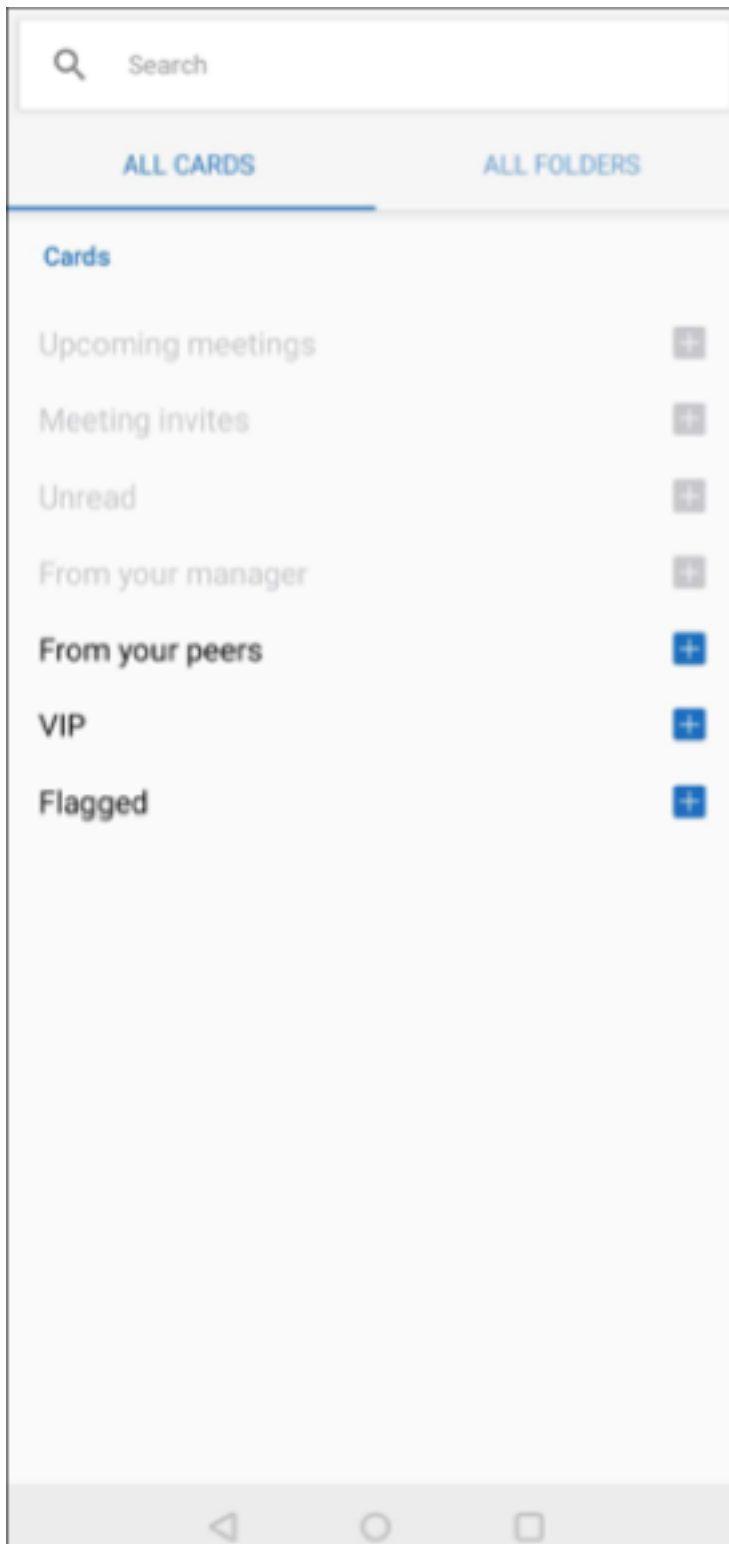 Search
ALL CARDS ALL FOLDERS
Cards
Upcoming meetings
Meeting invites
Unread
From your manager
From your peers
VIP
Flagged